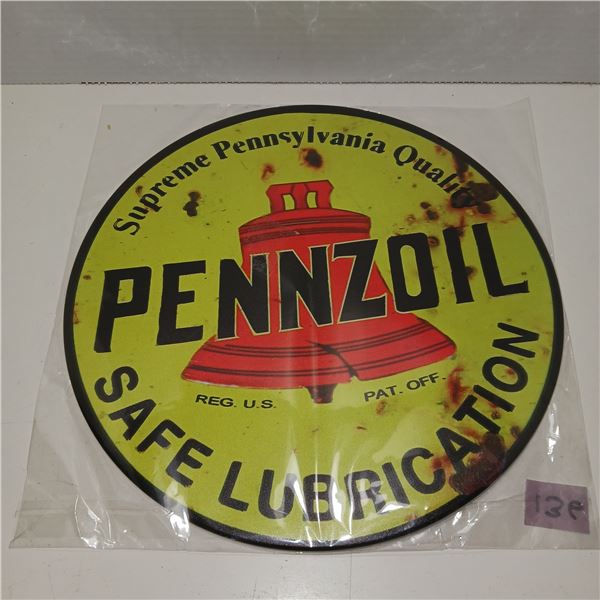 Supreme Pennsylvania Quality
PENNZOIL
REG. U.S. PAT. OFF.
SAFE LUBRICATION
13e